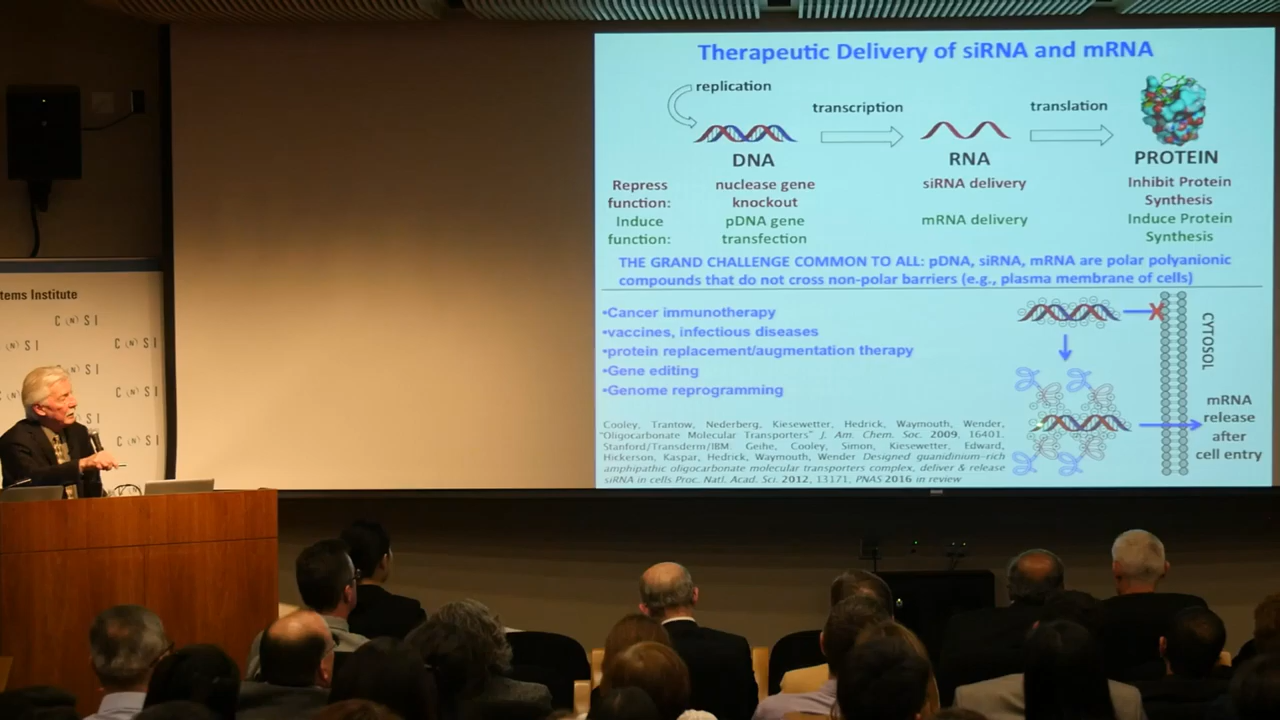 Therapeutic Delivery of siRNA and mRNA
replication
transcription
translation
DNA
RNA
PROTEIN
Repress function:
nuclease gene knockout
siRNA delivery
Inhibit Protein Synthesis
Induce function:
pDNA gene transfection
mRNA delivery
Induce Protein Synthesis
THE GRAND CHALLENGE COMMON TO ALL: pDNA, siRNA, mRNA are polar polyanionic
compounds that do not cross non-polar barriers (e.g., plasma membrane of cells)
•Cancer immunotherapy
•vaccines, infectious diseases
•protein replacement/augmentation therapy
•Gene editing
•Genome reprogramming
CYTOSOL
mRNA
release
after
cell entry
Cooley, Trantow, Nederberg, Kiesewetter, Hedrick, Waymouth, Wender,
"Oligocarbonate Molecular Transporters" J. Am. Chem. Soc. 2009, 16401.
Stanford/Transderm/IBM. Geihe, Cooley, Simon, Kiesewetter, Edward,
Hickerson, Kaspar, Hedrick, Waymouth, Wender Designed guanidinium-rich
amphipathic oligocarbonate molecular transporters complex, deliver & release
siRNA in cells Proc. Natl. Acad. Sci. 2012, 13171, PNAS 2016 in review
tems Institute
C (N) S I
(N) S I
C (N) S I
S I
C (N) S I
S I
C (N) S I